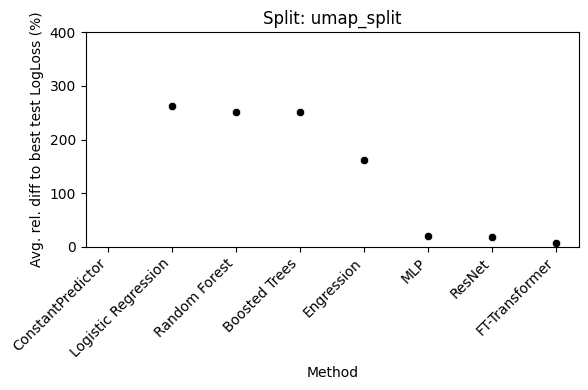 Split: umap_split
Avg. rel. diff to best test LogLoss (%)
400
300
200
100
0
ConstantPredictor
Logistic Regression
Random Forest
Boosted Trees
Engression
MLP
ResNet
FT-Transformer
Method